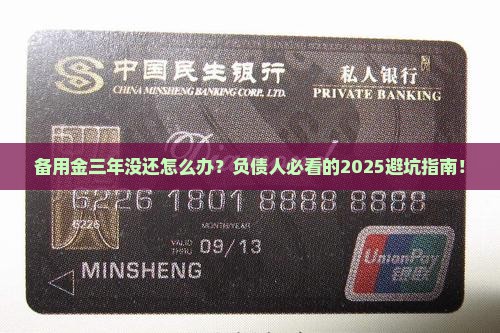 中国民生银行
CHINA MINSHENG BANKING CORP., LTD.
私人银行
PRIVATE BANKING
备用金三年没还怎么办？负债人必看的2025避坑指南！
6226 1801 8888 8888
6226
MONTH/YEAR
VALID THRU 09/13
MINSHENG
UnionPay
银联